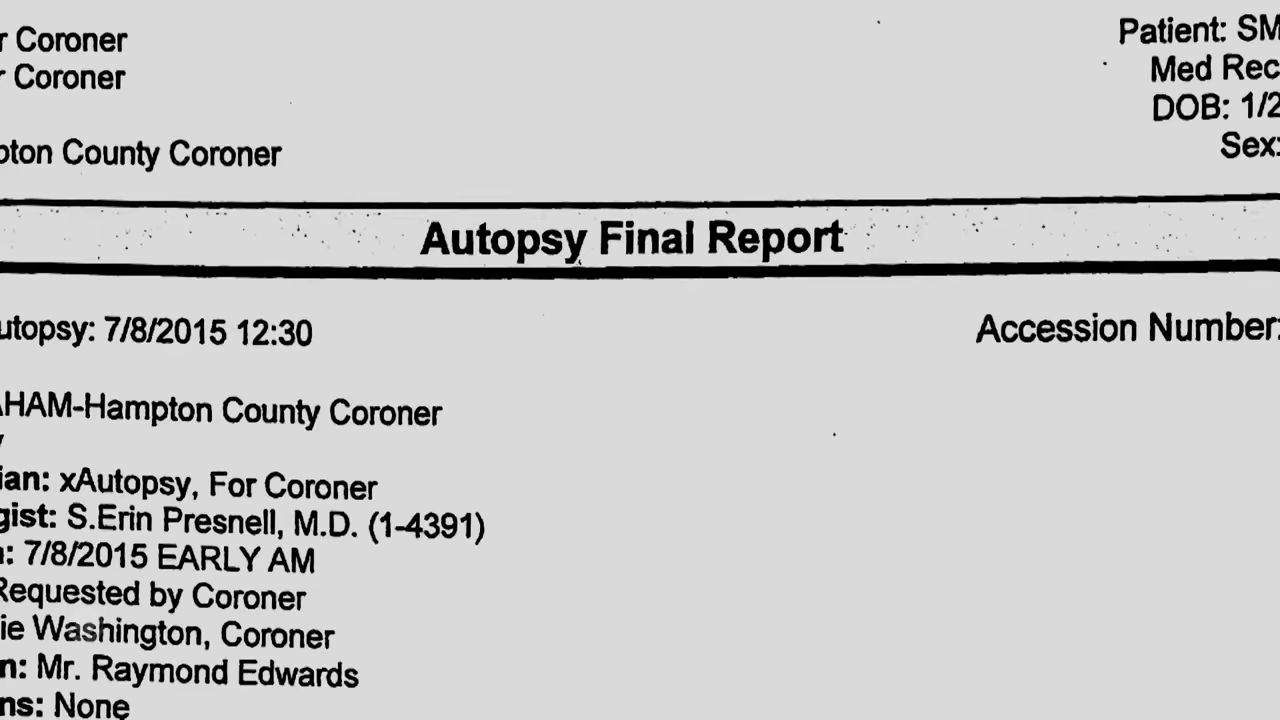 r Coroner
r Coroner
pton County Coroner
Patient: SM
Med Rec
DOB: 1/2
Sex:
Autopsy Final Report
utopsy: 7/8/2015 12:30
Accession Number:
AHAM-Hampton County Coroner
y
ian: xAutopsy, For Coroner
gist: S.Erin Presnell, M.D. (1-4391)
: 7/8/2015 EARLY AM
Requested by Coroner
ie Washington, Coroner
n: Mr. Raymond Edwards
ns: None